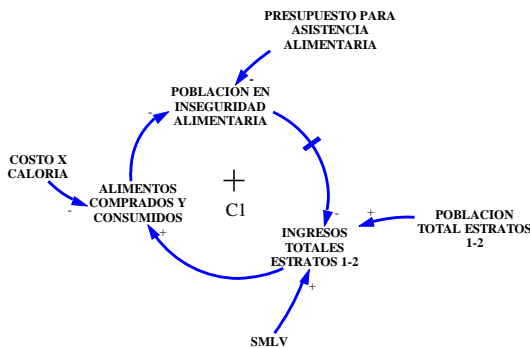 PRESUPUESTO PARA
ASISTENCIA
ALIMENTARIA
-
POBLACION EN
INSEGURIDAD
ALIMENTARIA
-
COSTO X
CALORIA
-
ALIMENTOS
COMPRADOS Y
CONSUMIDOS
+
+
C1
-
INGRESOS
TOTALES
ESTRATOS 1-2
+
+
POBLACION
TOTAL ESTRATOS
1-2
SMLV